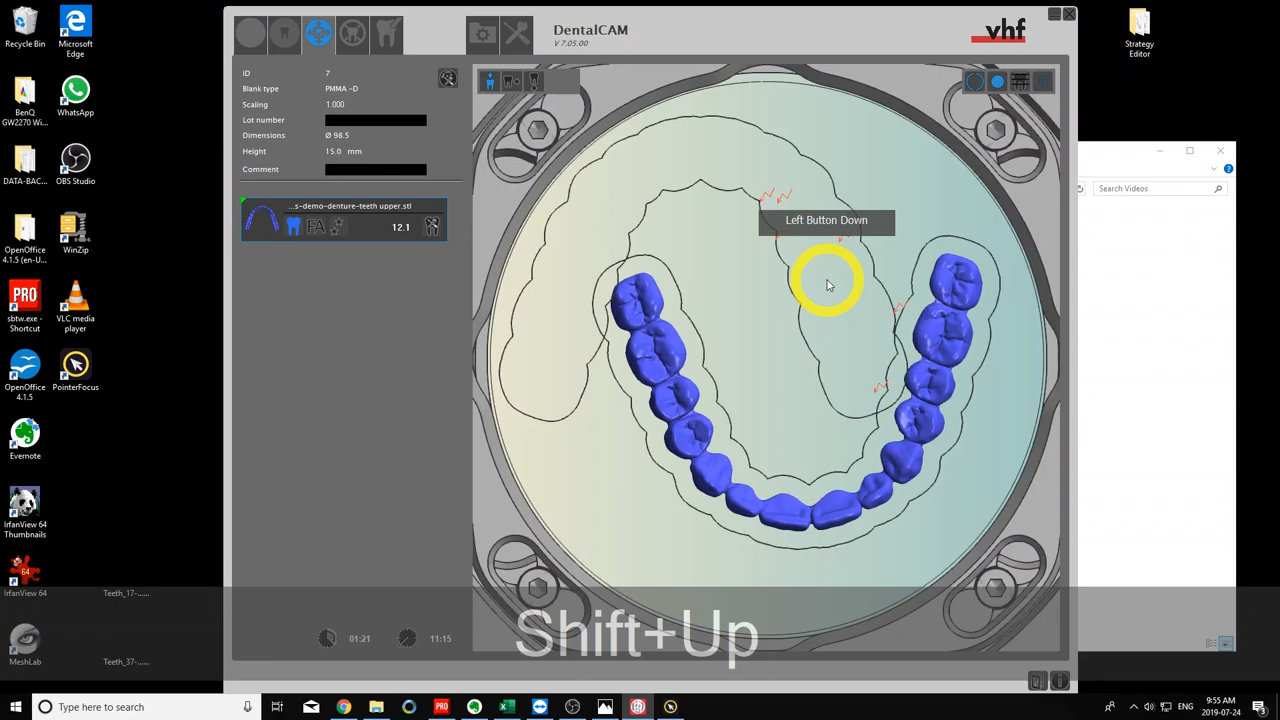 Recycle Bin
Microsoft
Edge
BenQ
GW2270 Wi...
WhatsApp
DATA-BAC...
OBS Studio
OpenOffice
4.1.5 (en-U...
WinZip
PRO
sbtw.exe -
Shortcut
VLC media
player
OpenOffice
4.1.5
PointerFocus
Evernote
IrfanView 64
Thumbnails
64
IrfanView 64
Teeth_17-......
MeshLab
Teeth_37-......
DentalCAM
V 7.05.00
vhf
ID 7
Blank type PMMA -D
Scaling 1.000
Lot number
Dimensions Ø 98.5
Height 15.0 mm
Comment
...s-demo-denture-teeth upper.stl
FA 12.1
Left Button Down
01:21 11:15
Shift+Up
Strategy
Editor
Search Videos
Type here to search
PRO
ENG
9:55 AM
2019-07-24
3